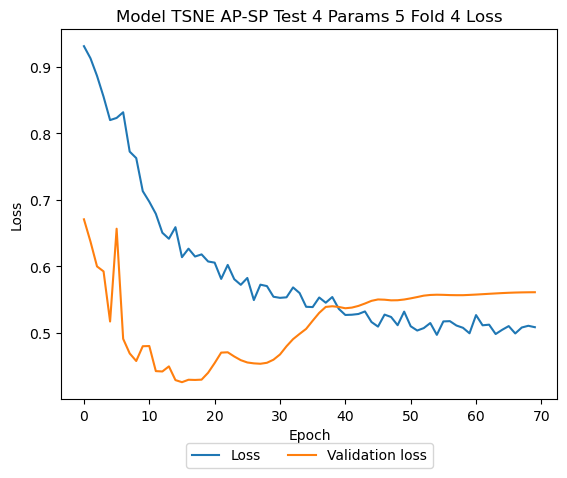 Model TSNE AP-SP Test 4 Params 5 Fold 4 Loss
0.9
0.8
0.7
0.6
0.5
Loss
0 10 20 30 40 50 60 70
Epoch
Loss Validation loss